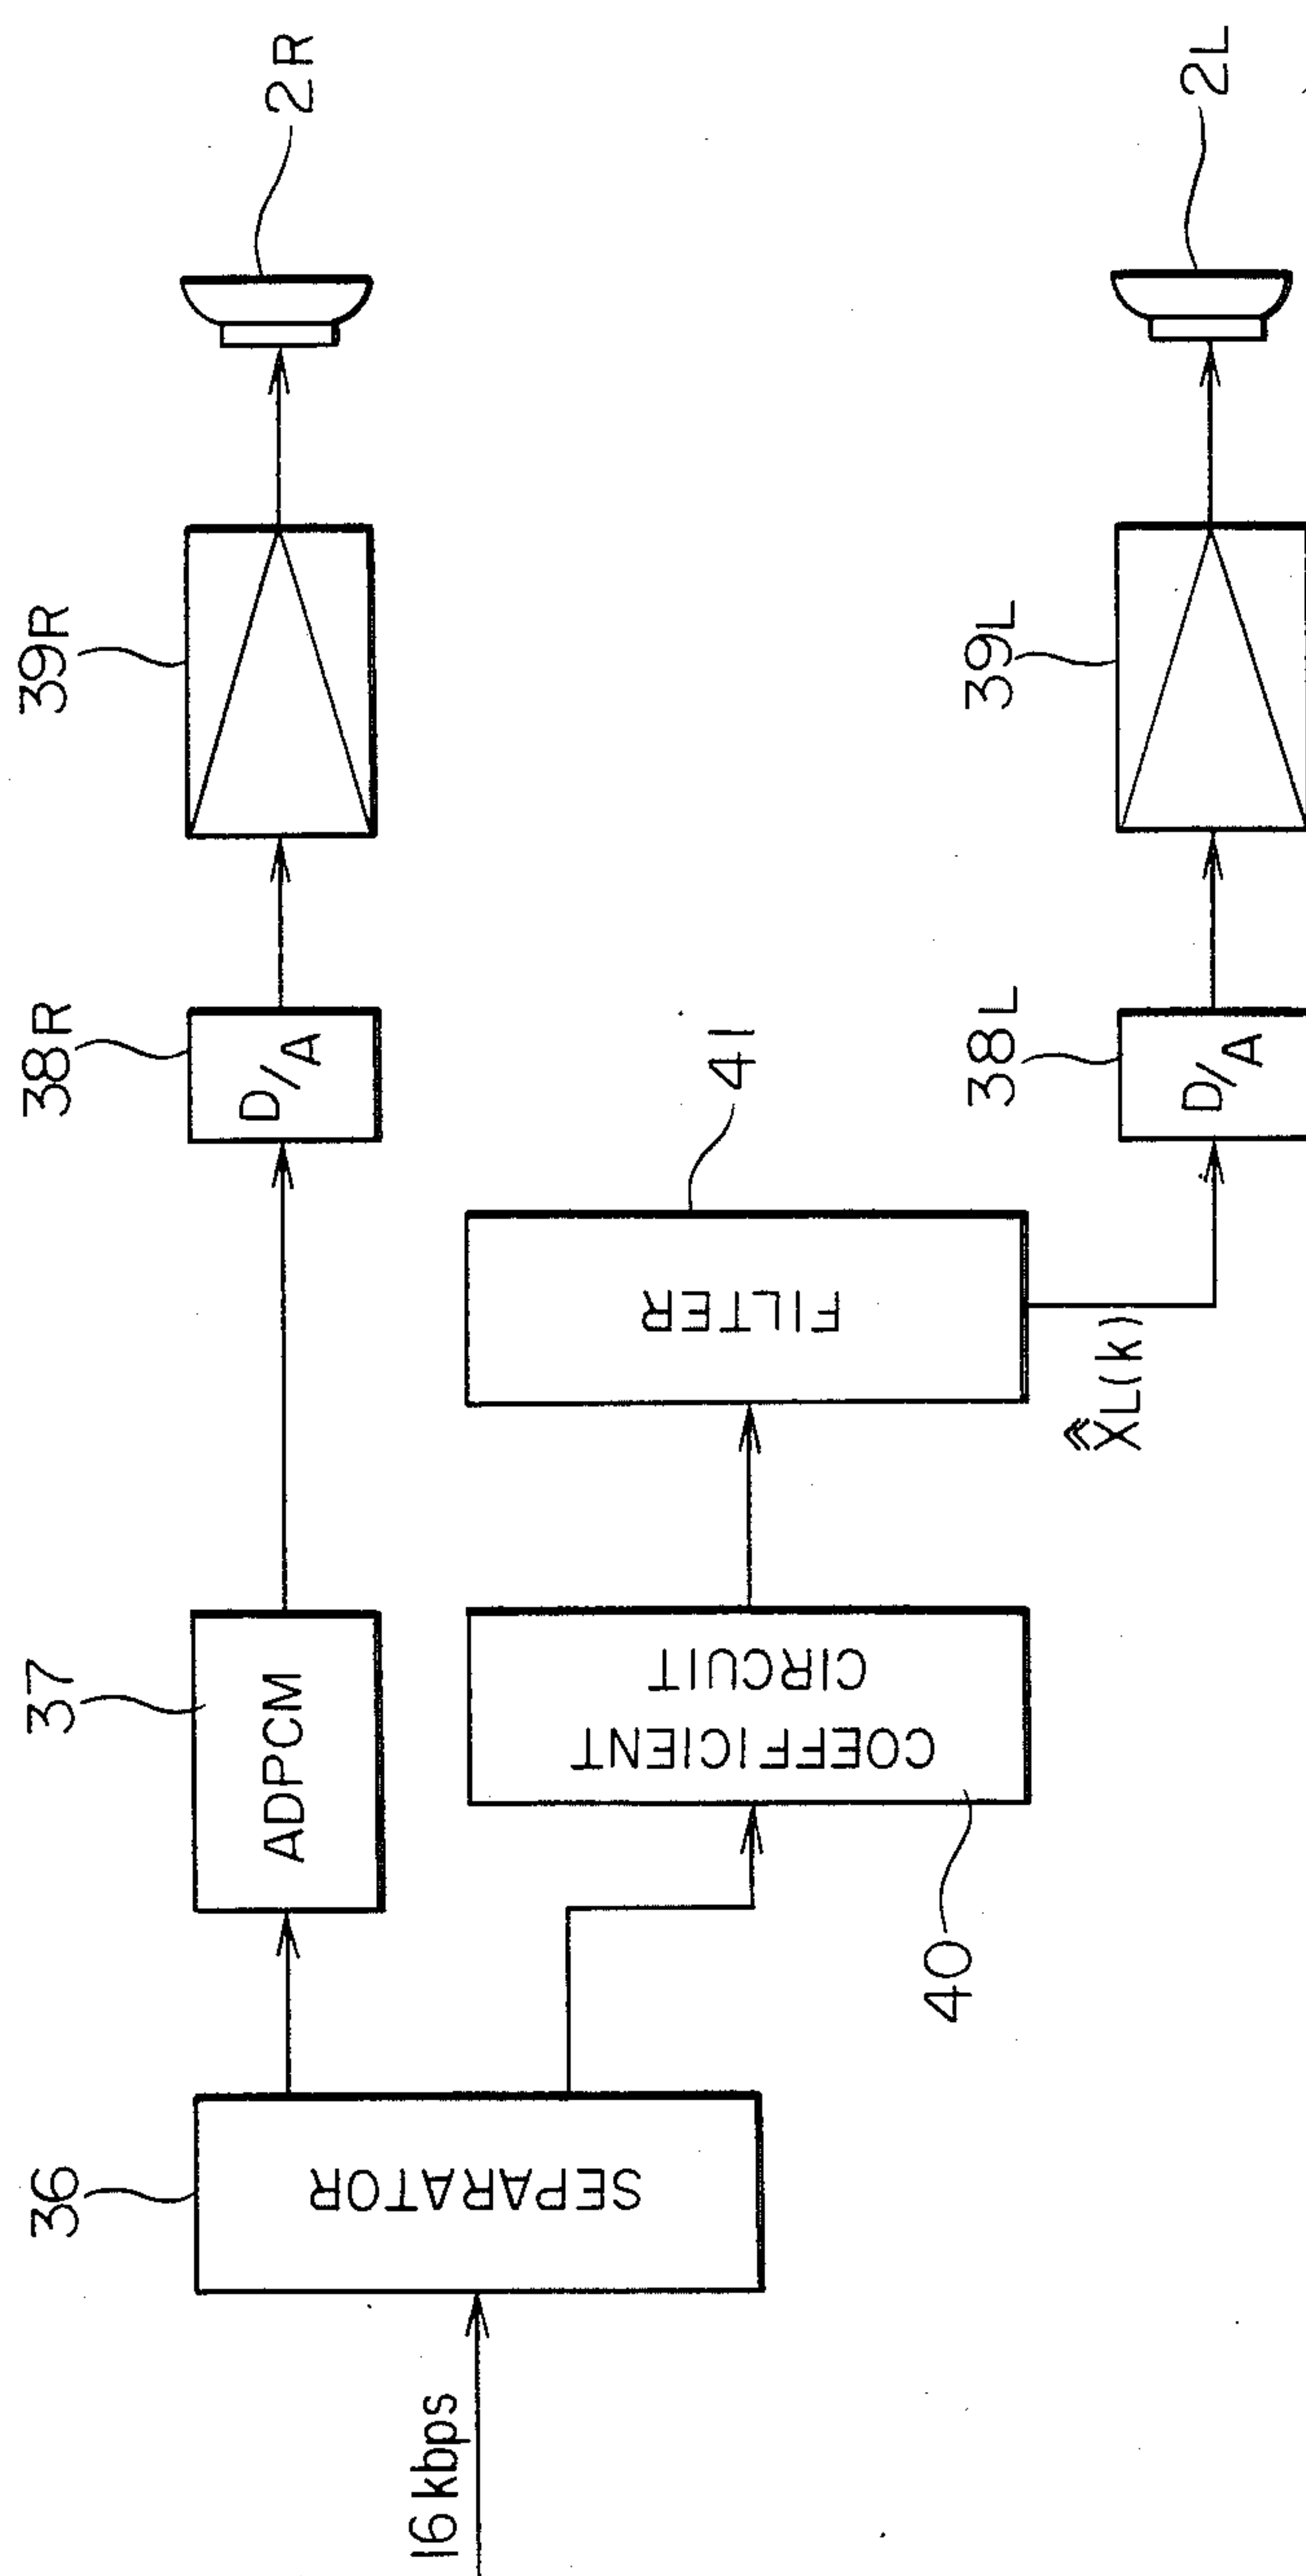 16 kbps
36
SEPARATOR
37
ADPCM
38R
D/A
39R
2R
40
COEFFICIENT
CIRCUIT
41
FILTER
X̂̂L(k)
38L
D/A
39L
2L